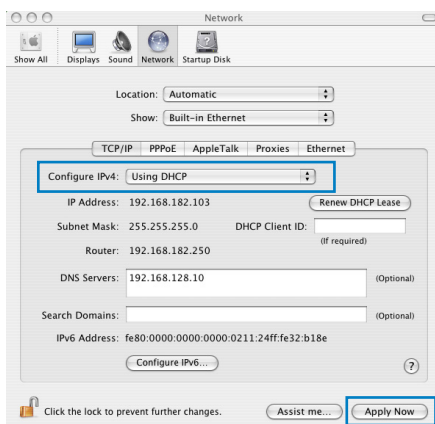 Network
Show All Displays Sound Network Startup Disk
Location: Automatic
Show: Built-in Ethernet
TCP/IP PPPoE AppleTalk Proxies Ethernet
Configure IPv4: Using DHCP
IP Address: 192.168.182.103 Renew DHCP Lease
Subnet Mask: 255.255.255.0 DHCP Client ID:
(If required)
Router: 192.168.182.250
DNS Servers: 192.168.128.10 (Optional)
Search Domains: (Optional)
IPv6 Address: fe80:0000:0000:0000:0211:24ff:fe32:b18e
Configure IPv6... ?
Click the lock to prevent further changes. Assist me... Apply Now